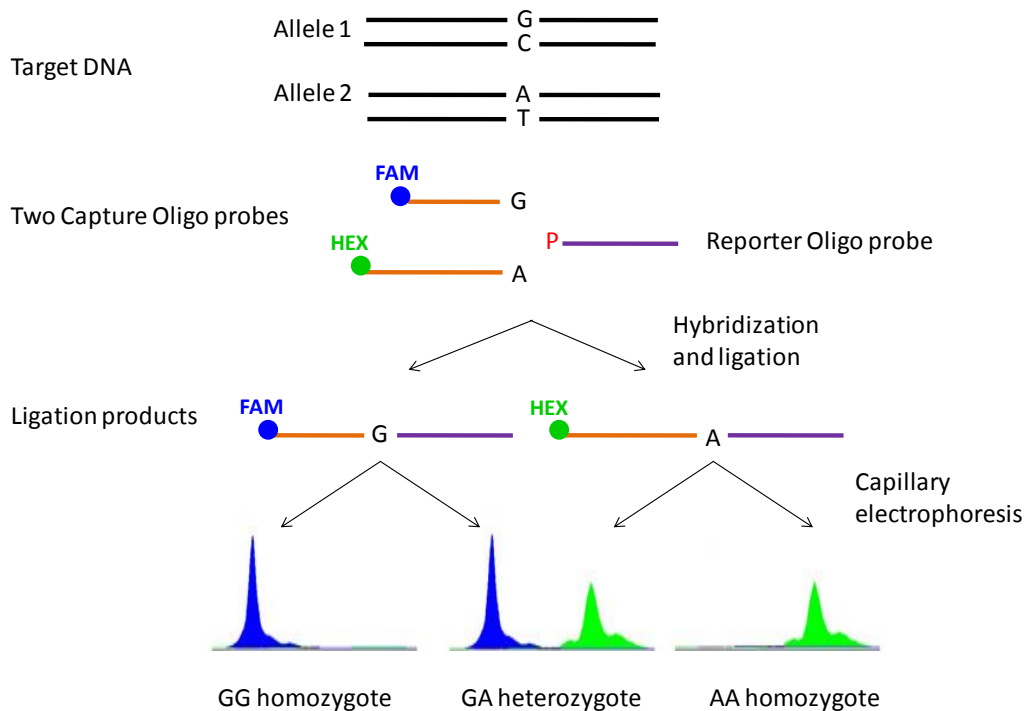 Allele 1
G
C
Target DNA
Allele 2
A
T
FAM
G
Two Capture Oligo probes
HEX
P
Reporter Oligo probe
A
Hybridization
and ligation
Ligation products
FAM
G
HEX
A
Capillary
electrophoresis
GG homozygote
GA heterozygote
AA homozygote